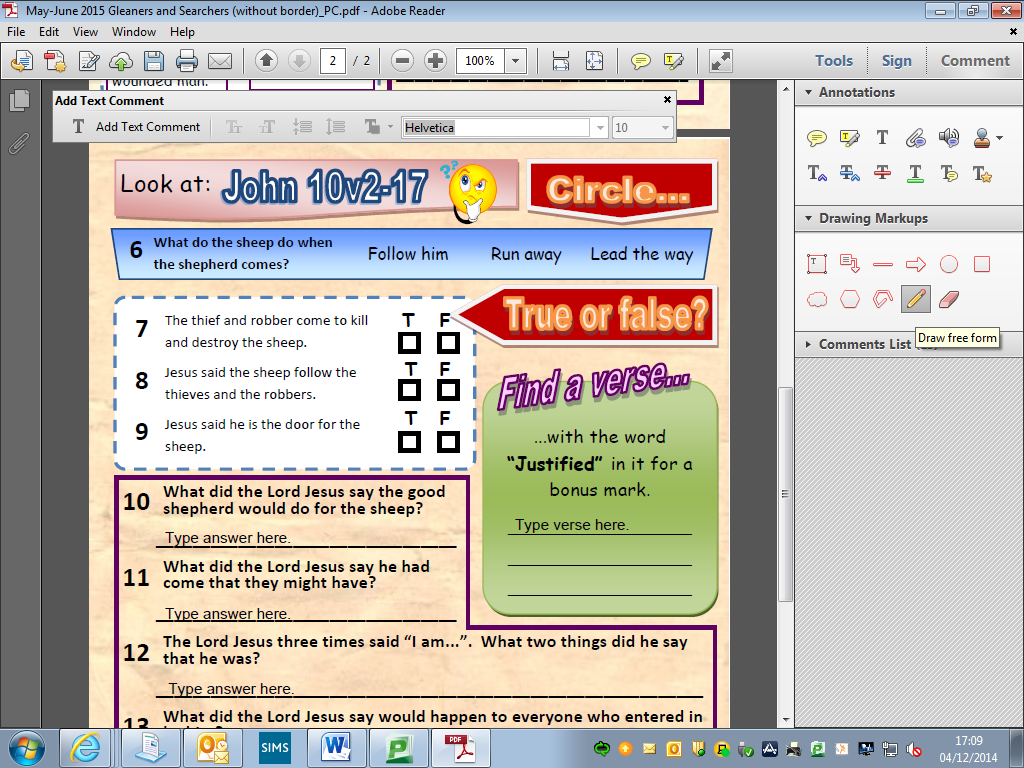 May-June 2015 Gleaners and Searchers (without border)_PC.pdf - Adobe Reader
File Edit View Window Help
2 / 2 100% Tools Sign Comment
wounded man.
Add Text Comment
Add Text Comment Helvetica 10
Annotations
Drawing Markups
Draw free form
Comments List
Look at: John 10v2-17 ??
Circle...
6 What do the sheep do when
the shepherd comes?
Follow him Run away Lead the way
True or false?
7 The thief and robber come to kill
and destroy the sheep.
T F
8 Jesus said the sheep follow the
thieves and the robbers.
T F
9 Jesus said he is the door for the
sheep.
T F
Find a verse...
...with the word
“Justified” in it for a
bonus mark.
Type verse here.
10 What did the Lord Jesus say the good
shepherd would do for the sheep?
Type answer here.
11 What did the Lord Jesus say he had
come that they might have?
Type answer here.
12 The Lord Jesus three times said “I am...”. What two things did he say
that he was?
Type answer here.
13 What did the Lord Jesus say would happen to everyone who entered in
SIMS
PDF
17:09
04/12/2014